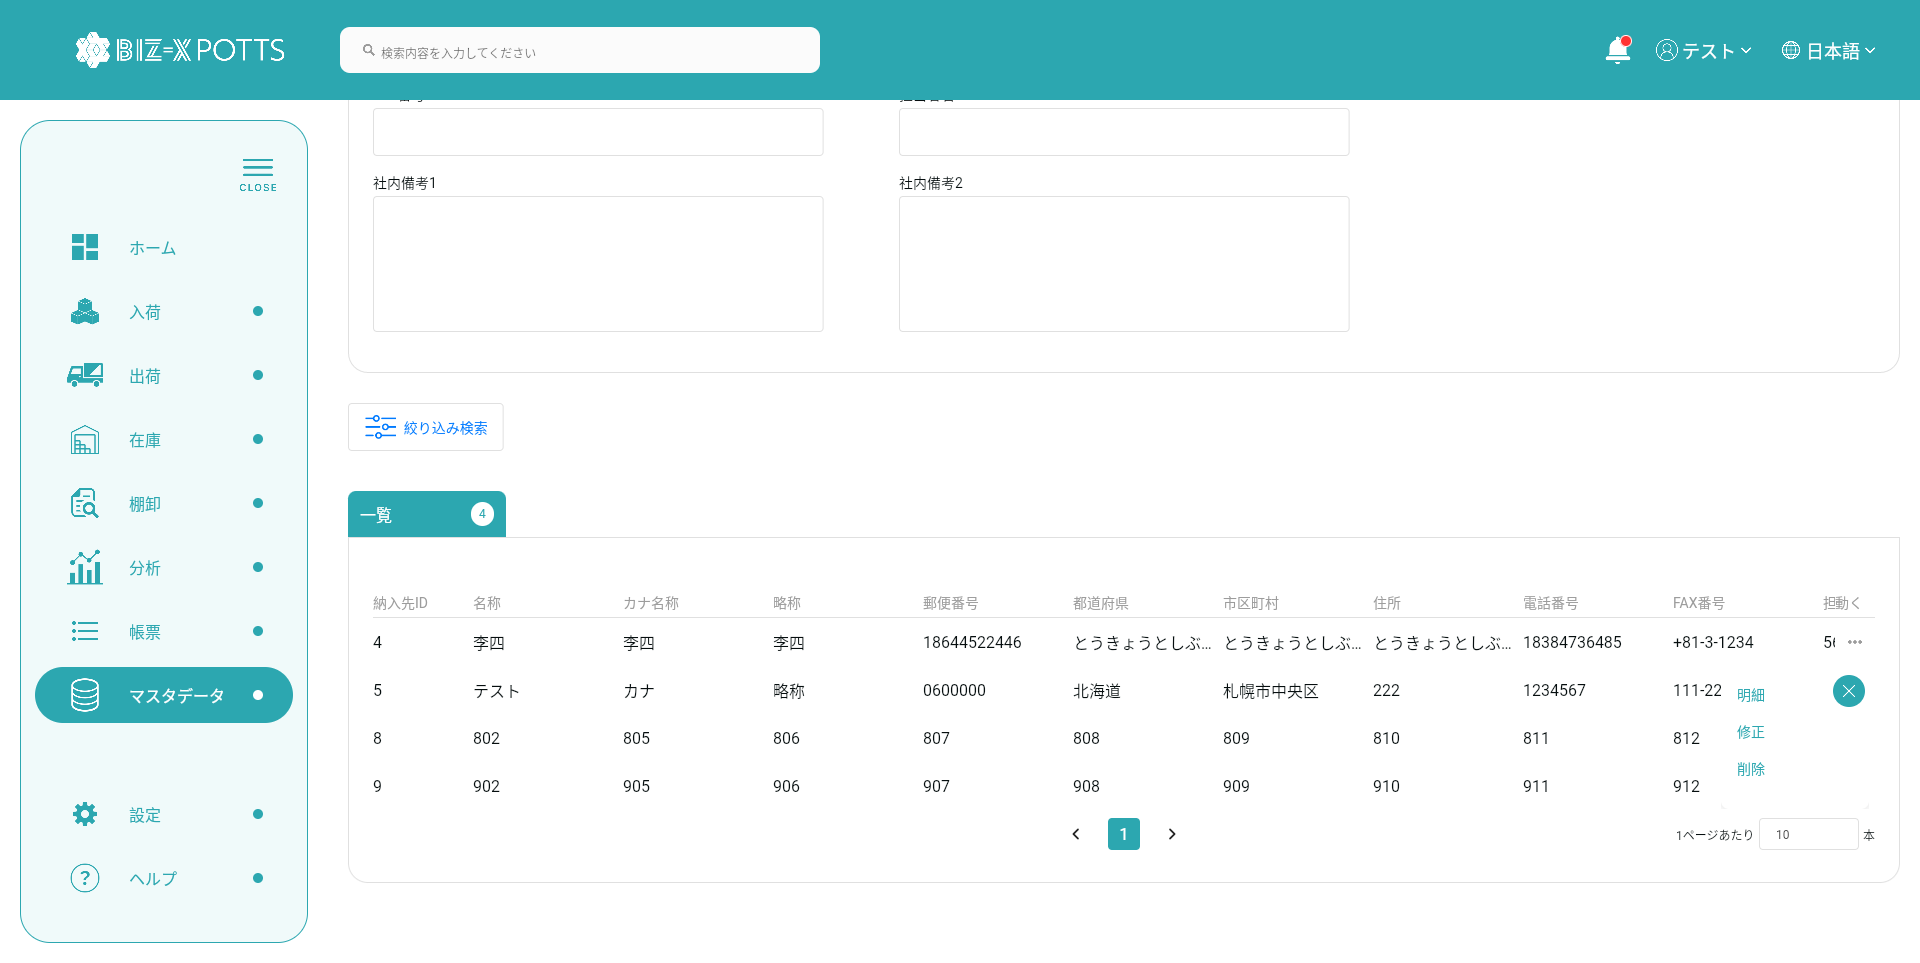 BIZ-X POTTS
検索内容を入力してください
テスト
日本語
CLOSE
ホーム
入荷
出荷
在庫
棚卸
分析
帳票
マスタデータ
設定
ヘルプ
社内備考1
社内備考2
絞り込み検索
一覧 4
納入先ID 名称 カナ名称 略称 郵便番号 都道府県 市区町村 住所 電話番号 FAX番号 担動く
4 李四 李四 李四 18644522446 とうきょうとしぶ... とうきょうとしぶ... とうきょうとしぶ... 18384736485 +81-3-1234
5 テスト カナ 略称 0600000 北海道 札幌市中央区 222 1234567 111-22
8 802 805 806 807 808 809 810 811 812
9 902 905 906 907 908 909 910 911 912
明細
修正
削除
1
1ページあたり 10 本